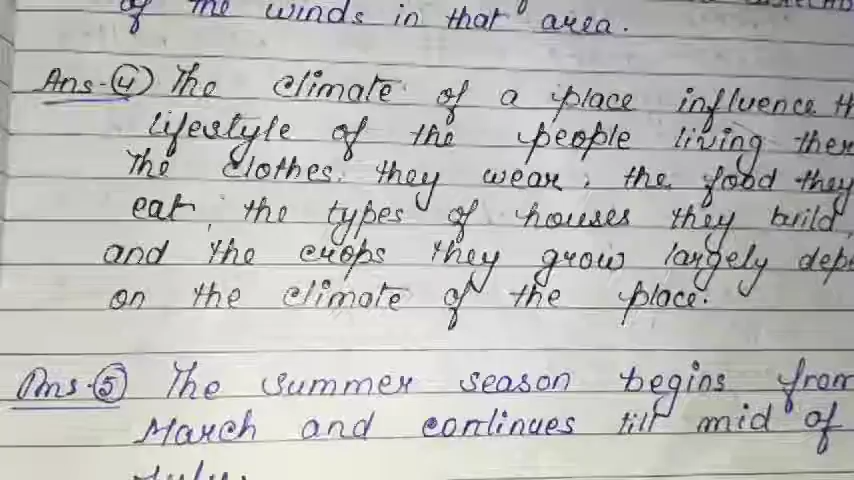 of the winds in that area.
Ans-④ The climate of a place influence th
lifestyle of the people living ther
The clothes they wear, the food they
eat, the types of houses they build,
and the crops they grow largely depe
on the climate of the place.
Ans-⑤ The summer season begins from
March and continues till mid of
July.